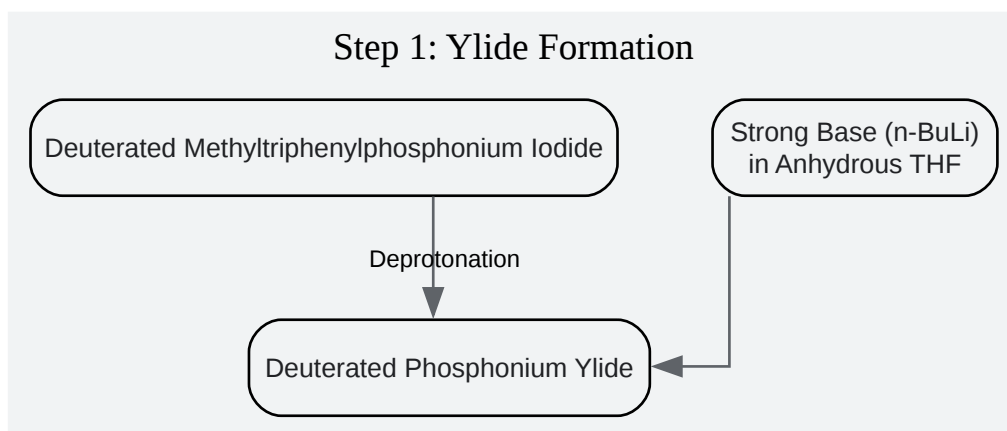 Step 1: Ylide Formation
Deuterated Methyltriphenylphosphonium Iodide
Strong Base (n-BuLi)
in Anhydrous THF
Deprotonation
Deuterated Phosphonium Ylide